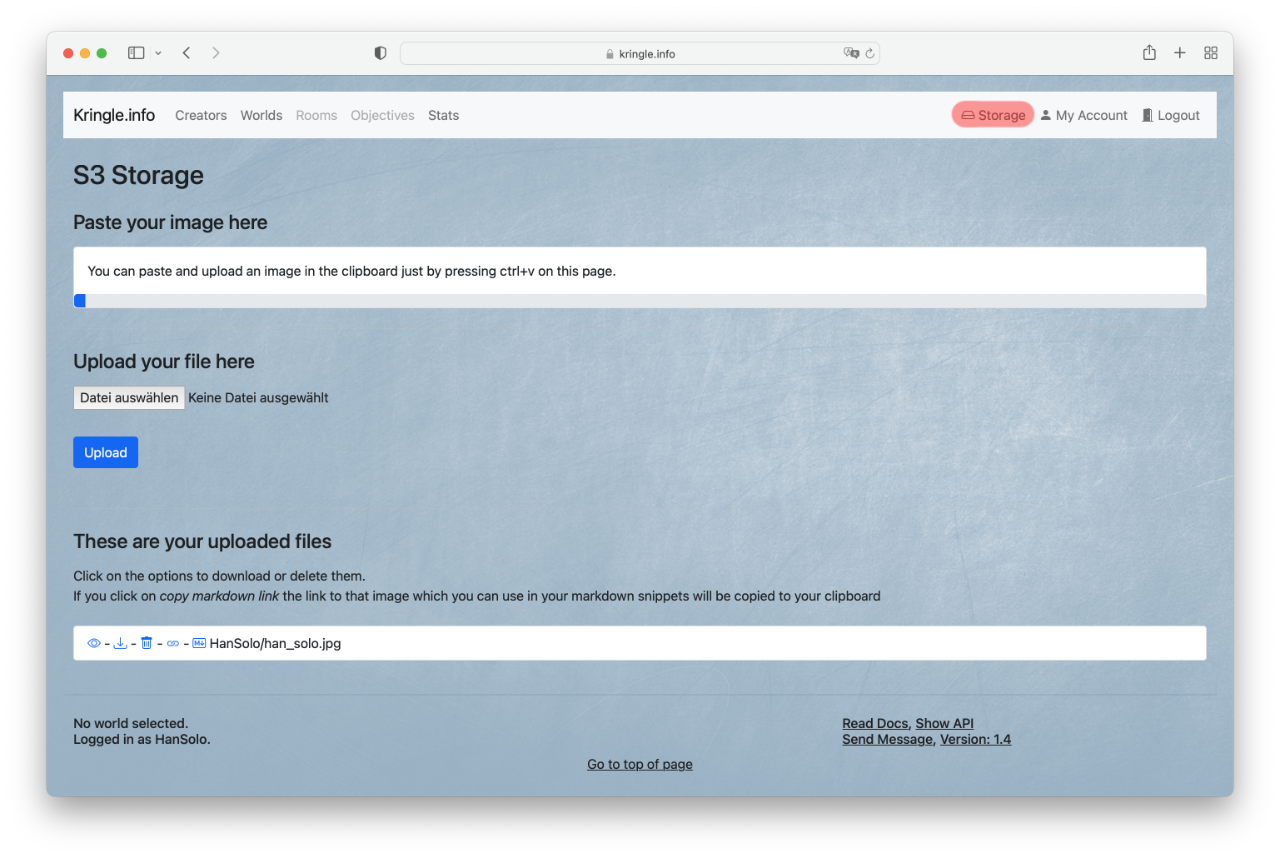 kringle.info
Kringle.info Creators Worlds Rooms Objectives Stats Storage My Account Logout
S3 Storage
Paste your image here
You can paste and upload an image in the clipboard just by pressing ctrl+v on this page.
Upload your file here
Datei auswählen Keine Datei ausgewählt
Upload
These are your uploaded files
Click on the options to download or delete them.
If you click on copy markdown link the link to that image which you can use in your markdown snippets will be copied to your clipboard
- - - - HanSolo/han_solo.jpg
No world selected.
Logged in as HanSolo.
Read Docs, Show API
Send Message, Version: 1.4
Go to top of page